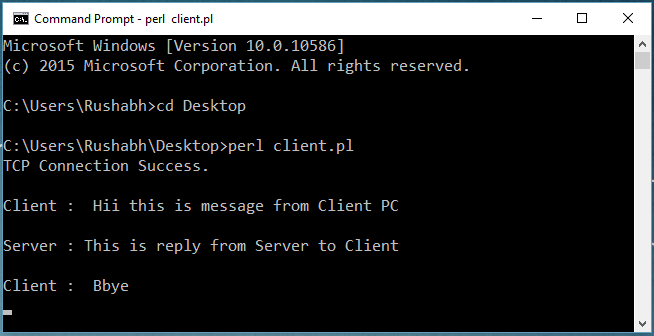 Command Prompt - perl  client.pl
Microsoft Windows [Version 10.0.10586]
(c) 2015 Microsoft Corporation. All rights reserved.
C:\Users\Rushabh>cd Desktop
C:\Users\Rushabh\Desktop>perl client.pl
TCP Connection Success.
Client :  Hii this is message from Client PC
Server : This is reply from Server to Client
Client :  Bbye